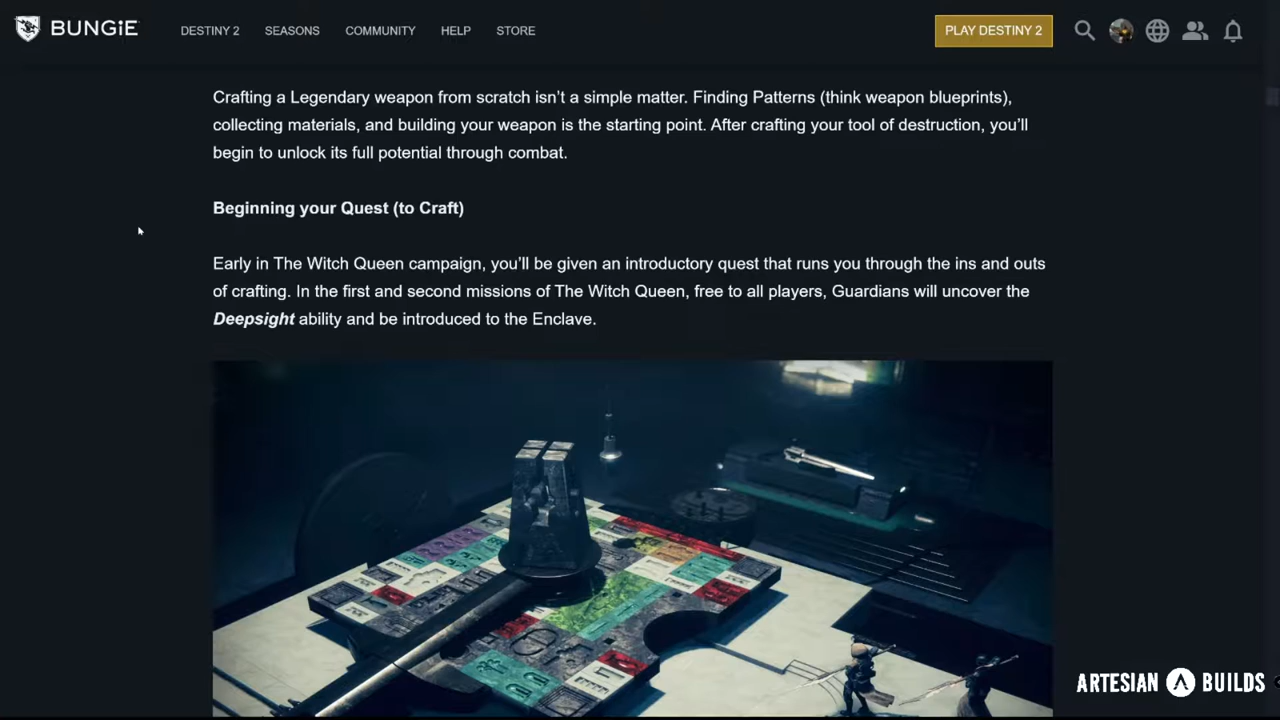 BUNGiE
DESTINY 2 SEASONS COMMUNITY HELP STORE PLAY DESTINY 2
Crafting a Legendary weapon from scratch isn’t a simple matter. Finding Patterns (think weapon blueprints),
collecting materials, and building your weapon is the starting point. After crafting your tool of destruction, you’ll
begin to unlock its full potential through combat.
Beginning your Quest (to Craft)
Early in The Witch Queen campaign, you’ll be given an introductory quest that runs you through the ins and outs
of crafting. In the first and second missions of The Witch Queen, free to all players, Guardians will uncover the
Deepsight ability and be introduced to the Enclave.
ARTESIAN BUILDS